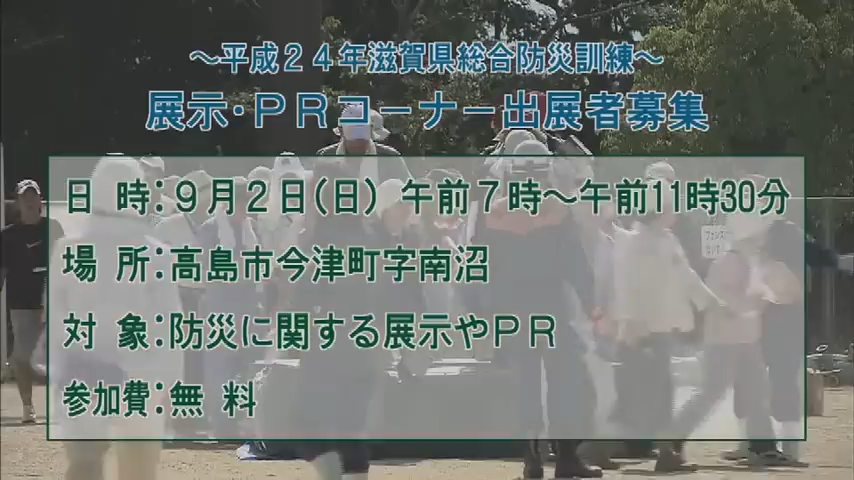 ～平成２４年滋賀県総合防災訓練～
展示・ＰＲコーナー出展者募集
日 時：９月２日（日） 午前７時～午前11時30分
場 所：高島市今津町字南沼
対 象：防災に関する展示やＰＲ
参加費：無 料